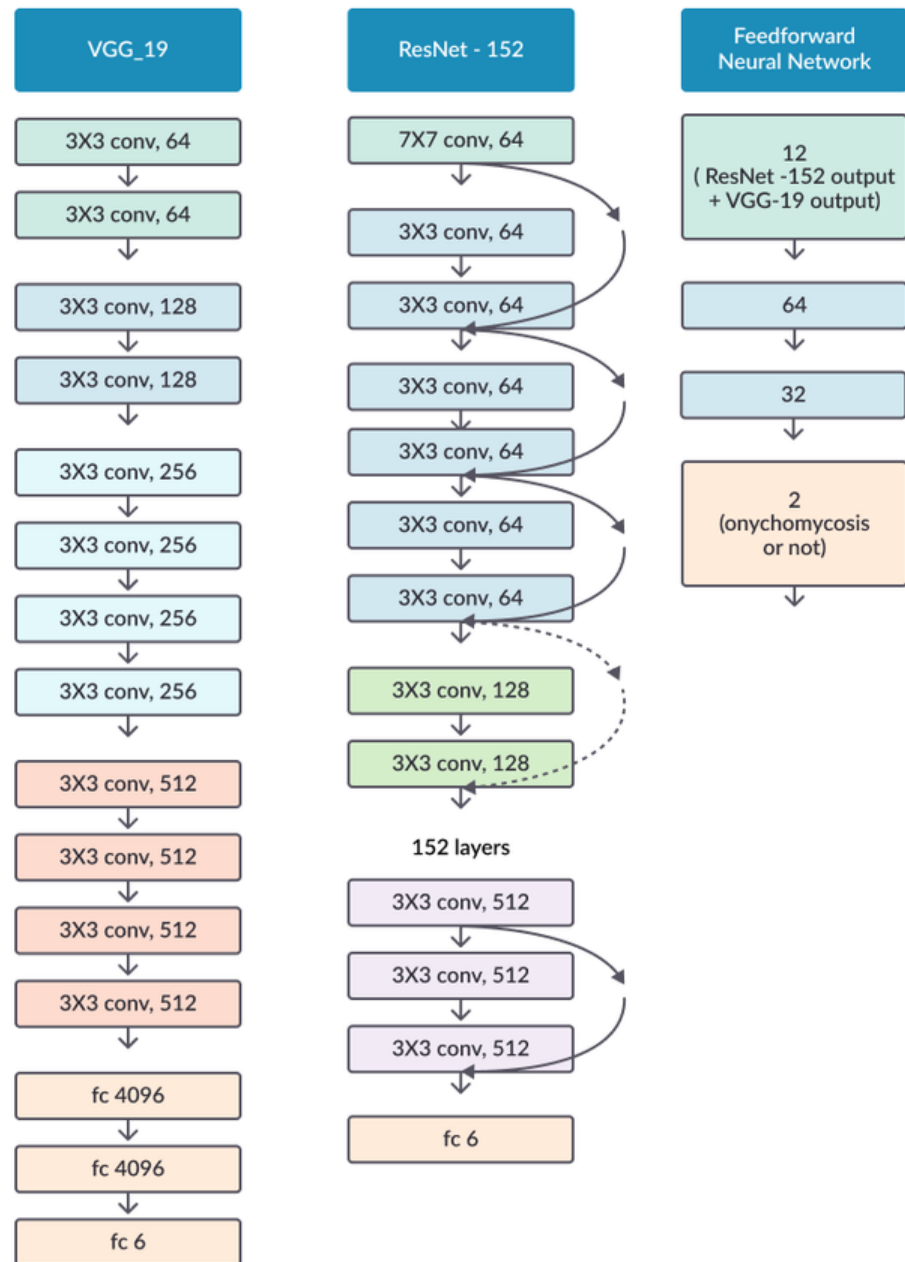 VGG_19
3X3 conv, 64
3X3 conv, 64
3X3 conv, 128
3X3 conv, 128
3X3 conv, 256
3X3 conv, 256
3X3 conv, 256
3X3 conv, 256
3X3 conv, 512
3X3 conv, 512
3X3 conv, 512
3X3 conv, 512
fc 4096
fc 4096
fc 6
ResNet - 152
7X7 conv, 64
3X3 conv, 64
3X3 conv, 64
3X3 conv, 64
3X3 conv, 64
3X3 conv, 64
3X3 conv, 64
3X3 conv, 128
3X3 conv, 128
152 layers
3X3 conv, 512
3X3 conv, 512
3X3 conv, 512
fc 6
Feedforward
Neural Network
12
( ResNet -152 output
+ VGG-19 output)
64
32
2
(onychomycosis
or not)